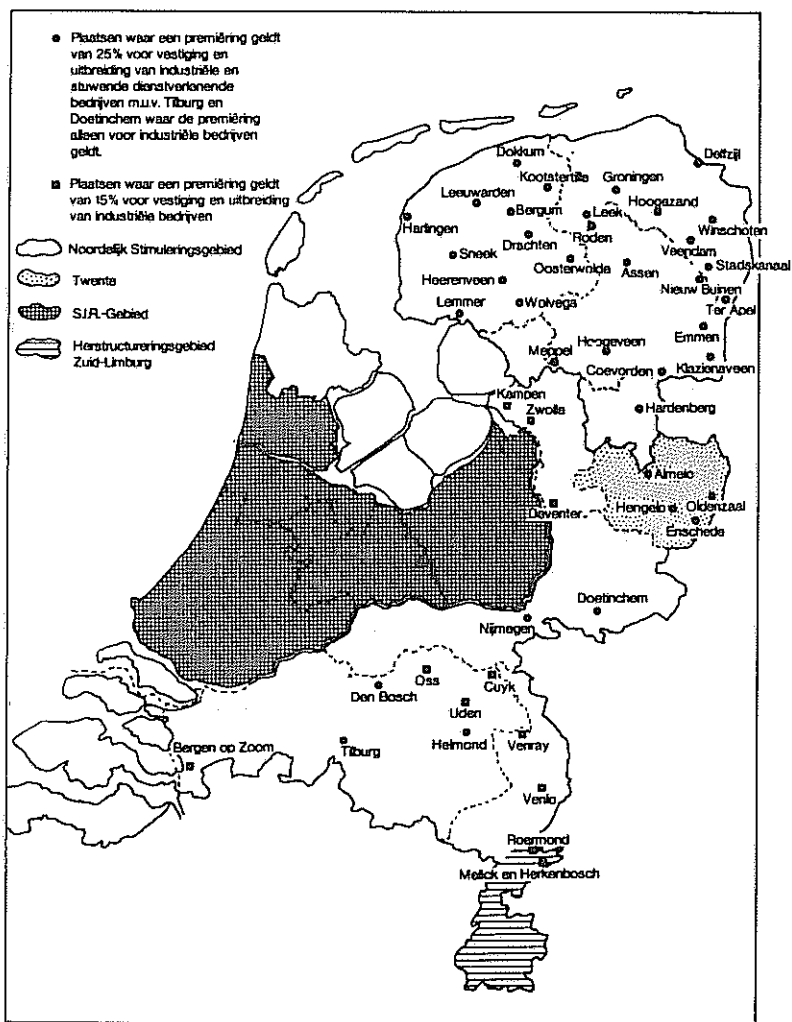 Plaatsen waar een premiëring geldt
van 25% voor vestiging en
uitbreiding van industriële en
stuwende dienstverlenende
bedrijven m.u.v. Tilburg en
Doetinchem waar de premiëring
alleen voor industriële bedrijven
geldt.
Plaatsen waar een premiëring geldt
van 15% voor vestiging en uitbreiding
van industriële bedrijven
Noordelijk Stimuleringsgebied
Twente
S.I.R.-Gebied
Herstructureringsgebied
Zuid-Limburg
Dokkum
Delfzijl
Kootstertille
Groningen
Leeuwarden
Hoogezand
Harlingen
Bergum
Leek
Winschoten
Roden
Drachten
Veendam
Sneek
Oosterwolde
Assen
Stadskanaal
Heerenveen
Nieuw Buinen
Ter Apel
Lemmer
Wolvega
Emmen
Meppel
Hoogeveen
Klazienaveen
Coevorden
Kampen
Zwolle
Hardenberg
Almelo
Deventer
Hengelo
Oldenzaal
Enschede
Doetinchem
Nijmegen
Den Bosch
Oss
Cuyk
Uden
Bergen op Zoom
Tilburg
Helmond
Venray
Venlo
Roermond
Melick en Herkenbosch